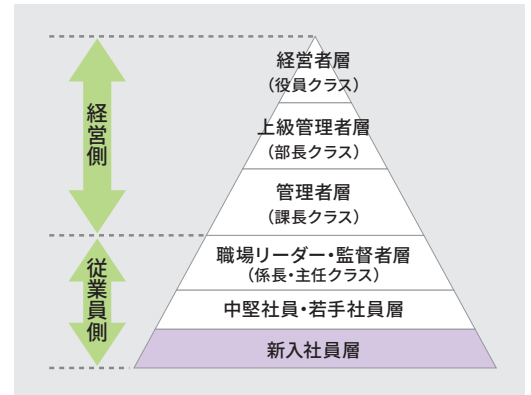 経営者層
（役員クラス）
上級管理者層
（部長クラス）
管理者層
（課長クラス）
職場リーダー・監督者層
（係長・主任クラス）
中堅社員・若手社員層
新入社員層
経営側
従業員側